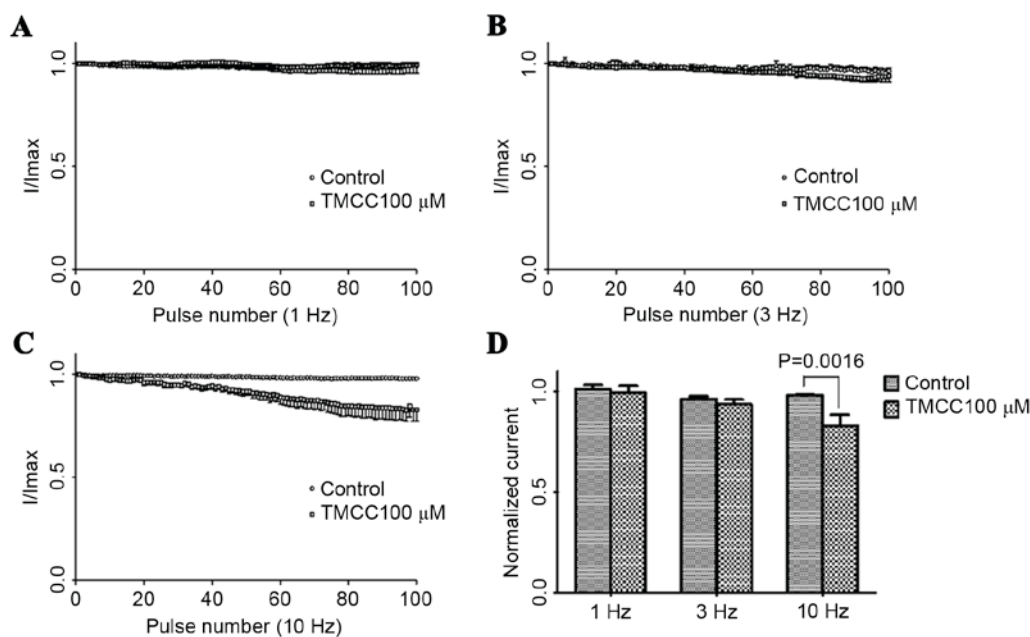 A
1.0
0.5
0.0
I/Imax
Control
TMCC100 μM
0 20 40 60 80 100
Pulse number (1 Hz)
B
1.0
0.5
0.0
I/Imax
Control
TMCC100 μM
0 20 40 60 80 100
Pulse number (3 Hz)
C
1.0
0.5
0.0
I/Imax
Control
TMCC100 μM
0 20 40 60 80 100
Pulse number (10 Hz)
D
P=0.0016
Control
TMCC100 μM
1.0
0.5
0.0
Normalized current
1 Hz 3 Hz 10 Hz